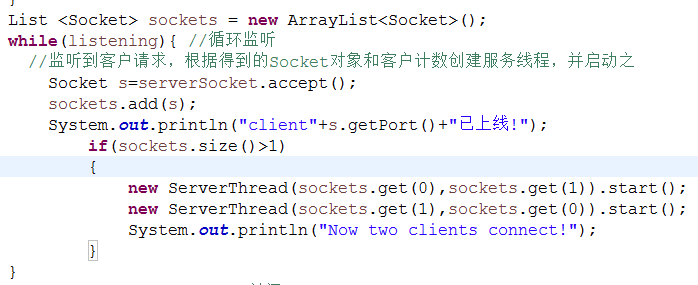 List <Socket> sockets = new ArrayList<Socket>();
while(listening){ //循环监听
//监听到客户请求，根据得到的Socket对象和客户计数创建服务线程，并启动之
Socket s=serverSocket.accept();
sockets.add(s);
System.out.println("client"+s.getPort()+"已上线!");
if(sockets.size()>1)
{
new ServerThread(sockets.get(0),sockets.get(1)).start();
new ServerThread(sockets.get(1),sockets.get(0)).start();
System.out.println("Now two clients connect!");
}
}